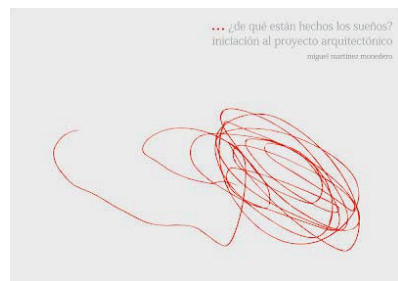 ... ¿de qué están hechos los sueños?
iniciación al proyecto arquitectónico
miguel martínez monedero